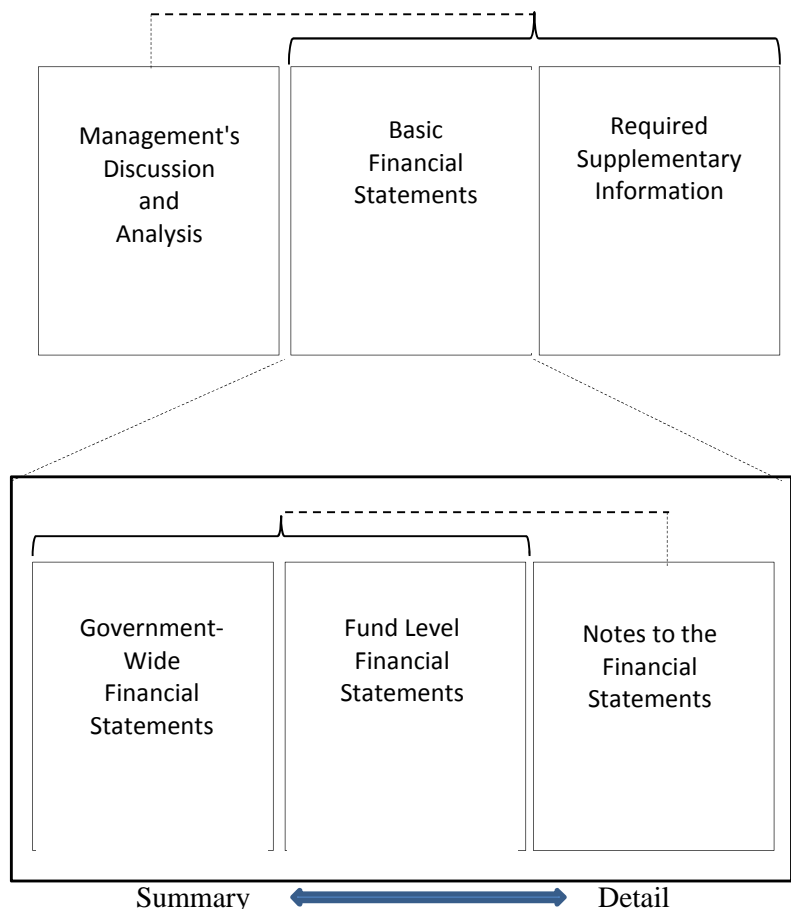 Management's
Discussion
and
Analysis
Basic
Financial
Statements
Required
Supplementary
Information
Government-
Wide
Financial
Statements
Fund Level
Financial
Statements
Notes to the
Financial
Statements
Summary
Detail